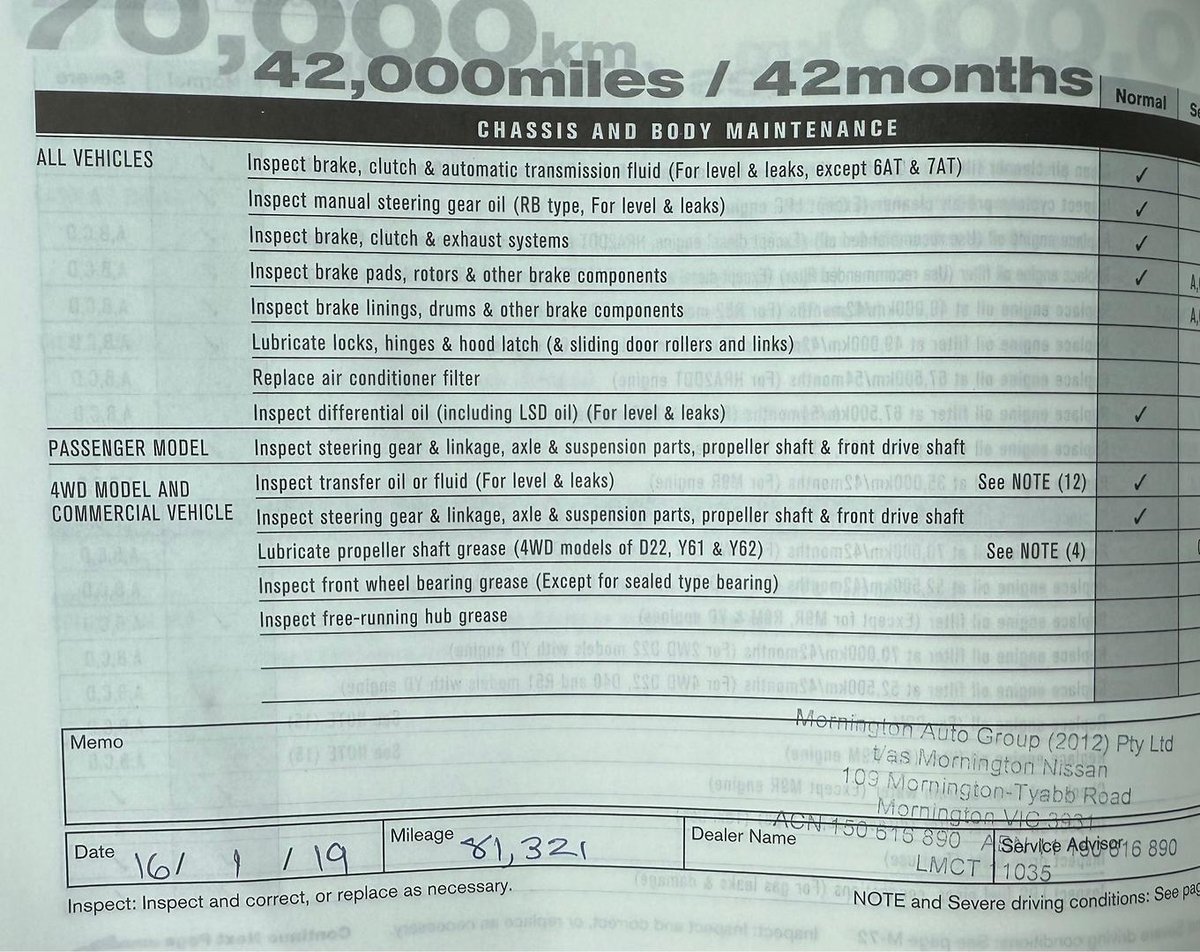 70,000km,
42,000miles / 42months
Normal
CHASSIS AND BODY MAINTENANCE
ALL VEHICLES Inspect brake, clutch & automatic transmission fluid (For level & leaks, except 6AT & 7AT) ✓
Inspect manual steering gear oil (RB type, For level & leaks) ✓
Inspect brake, clutch & exhaust systems ✓
Inspect brake pads, rotors & other brake components ✓
Inspect brake linings, drums & other brake components
Lubricate locks, hinges & hood latch (& sliding door rollers and links)
Replace air conditioner filter
Inspect differential oil (including LSD oil) (For level & leaks) ✓
PASSENGER MODEL Inspect steering gear & linkage, axle & suspension parts, propeller shaft & front drive shaft
4WD MODEL AND
COMMERCIAL VEHICLE
Inspect transfer oil or fluid (For level & leaks) See NOTE (12) ✓
Inspect steering gear & linkage, axle & suspension parts, propeller shaft & front drive shaft ✓
Lubricate propeller shaft grease (4WD models of D22, Y61 & Y62) See NOTE (4)
Inspect front wheel bearing grease (Except for sealed type bearing)
Inspect free-running hub grease
Memo
Mornington Auto Group (2012) Pty Ltd
t/as Mornington Nissan
109 Mornington-Tyabb Road
Mornington VIC 3931
ACN 150 616 890
LMCT 11035
Date 16/ 1 / 19
Mileage 81,321
Dealer Name
Service Advisor
Inspect: Inspect and correct, or replace as necessary.
NOTE and Severe driving conditions: See